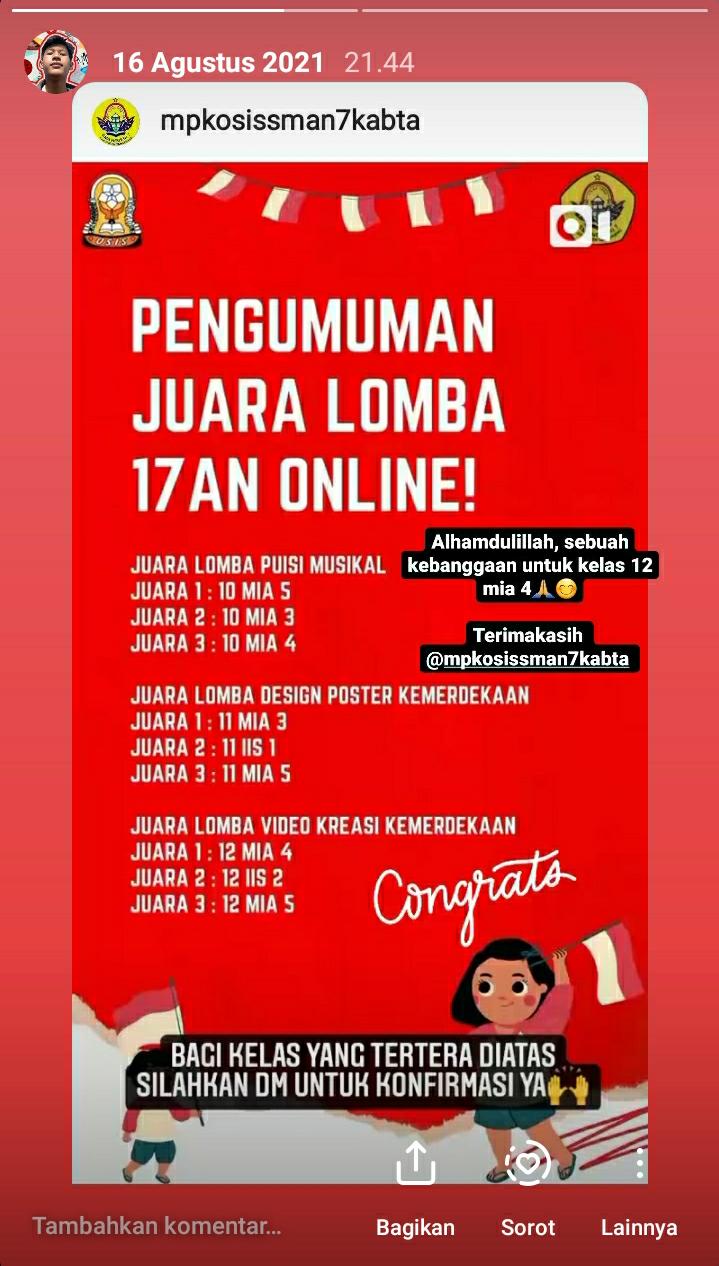 16 Agustus 2021 21.44
mpkosissman7kabta
OSIS
PENGUMUMAN
JUARA LOMBA
17AN ONLINE!
Alhamdulillah, sebuah
kebanggaan untuk kelas 12
mia 4🙏😊
Terimakasih
@mpkosissman7kabta
JUARA LOMBA PUISI MUSIKAL
JUARA 1 : 10 MIA 5
JUARA 2 : 10 MIA 3
JUARA 3 : 10 MIA 4
JUARA LOMBA DESIGN POSTER KEMERDEKAAN
JUARA 1 : 11 MIA 3
JUARA 2 : 11 IIS 1
JUARA 3 : 11 MIA 5
JUARA LOMBA VIDEO KREASI KEMERDEKAAN
JUARA 1 : 12 MIA 4
JUARA 2 : 12 IIS 2
JUARA 3 : 12 MIA 5
Congrats
BAGI KELAS YANG TERTERA DIATAS
SILAHKAN DM UNTUK KONFIRMASI YA🙌
Tambahkan komentar...
Bagikan
Sorot
Lainnya